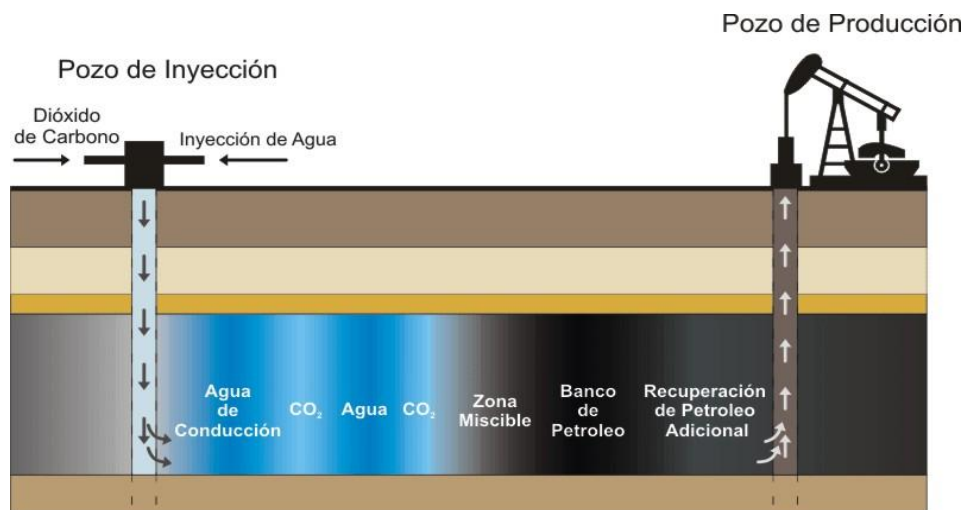 Pozo de Producción
Pozo de Inyección
Dióxido
de Carbono
Inyección de Agua
Agua
de
Conducción
CO₂
Agua
CO₂
Zona
Miscible
Banco
de
Petroleo
Recuperación
de Petroleo
Adicional